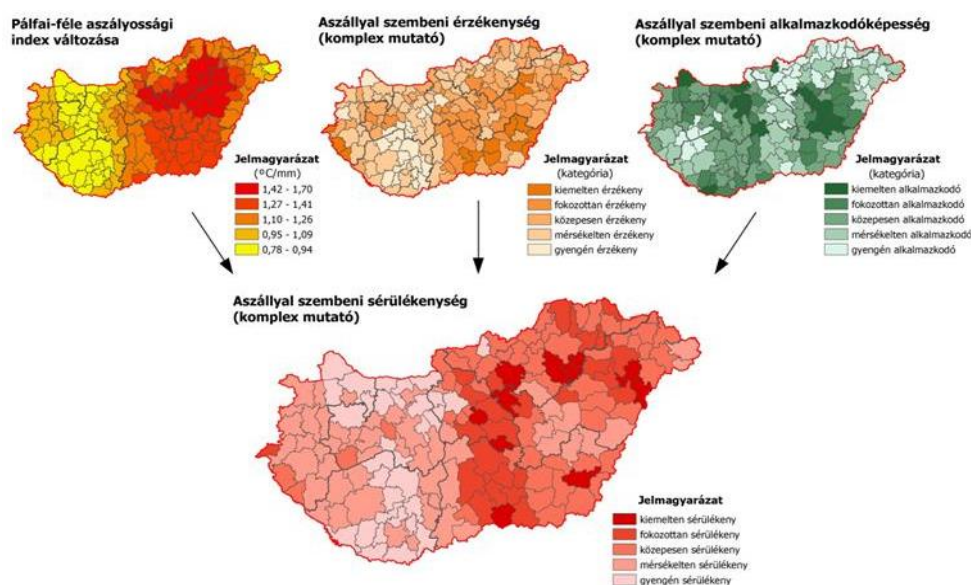 Pálfai-féle aszályossági
index változása
Jelmagyarázat
(ºC/mm)
1,42 - 1,70
1,27 - 1,41
1,10 - 1,26
0,95 - 1,09
0,78 - 0,94
Aszállyal szembeni érzékenység
(komplex mutató)
Jelmagyarázat
(kategória)
kiemelten érzékeny
fokozottan érzékeny
közepesen érzékeny
mérsékelten érzékeny
gyengén érzékeny
Aszállyal szembeni alkalmazkodóképesség
(komplex mutató)
Jelmagyarázat
(kategória)
kiemelten alkalmazkodó
fokozottan alkalmazkodó
közepesen alkalmazkodó
mérsékelten alkalmazkodó
gyengén alkalmazkodó
Aszállyal szembeni sérülékenység
(komplex mutató)
Jelmagyarázat
kiemelten sérülékeny
fokozottan sérülékeny
közepesen sérülékeny
mérsékelten sérülékeny
gyengén sérülékeny